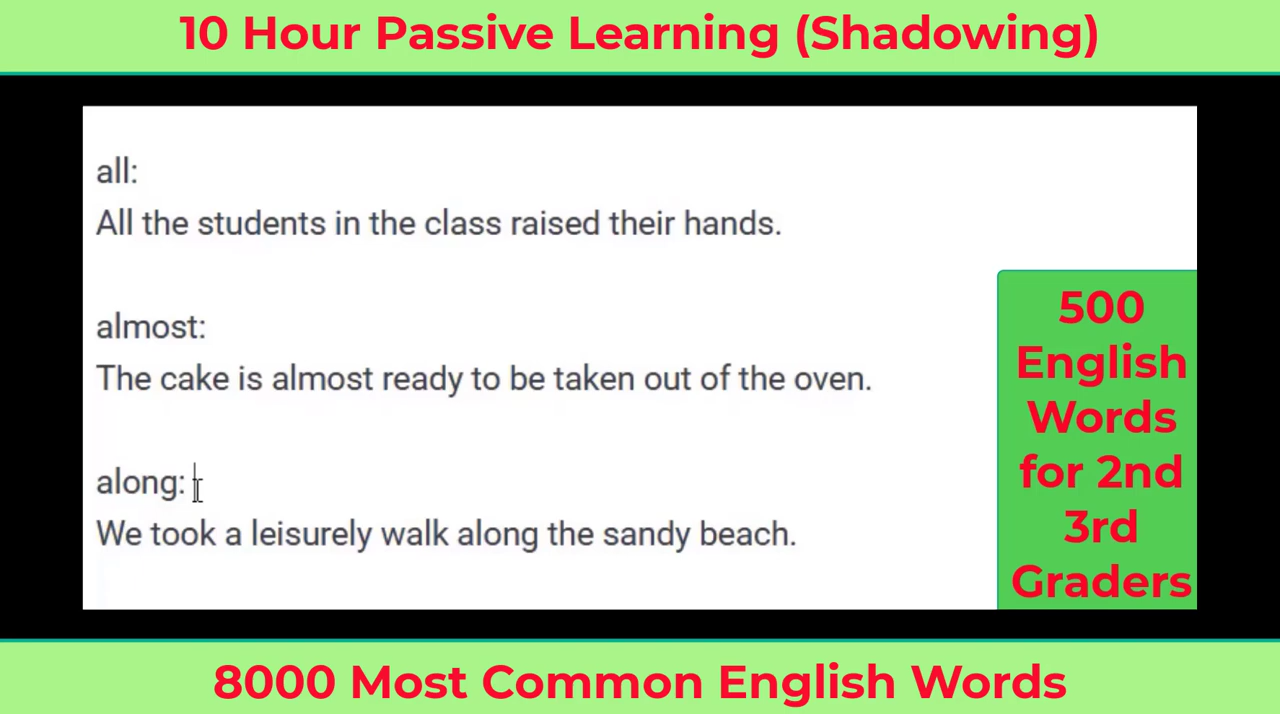 10 Hour Passive Learning (Shadowing)
all:
All the students in the class raised their hands.
almost:
The cake is almost ready to be taken out of the oven.
along:
We took a leisurely walk along the sandy beach.
500
English
Words
for 2nd
3rd
Graders
8000 Most Common English Words